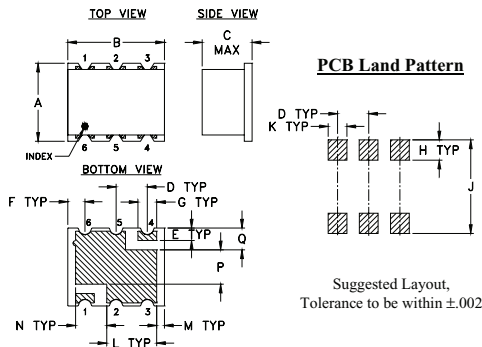 TOP VIEW
SIDE VIEW
B
C
MAX
1 2 3
A
6 5 4
INDEX
PCB Land Pattern
D TYP
K TYP
H TYP
J
BOTTOM VIEW
D TYP
F TYP
G TYP
6 5 4
E TYP
Q
P
1 2 3
N TYP
M TYP
L TYP
Suggested Layout,
Tolerance to be within ±.002